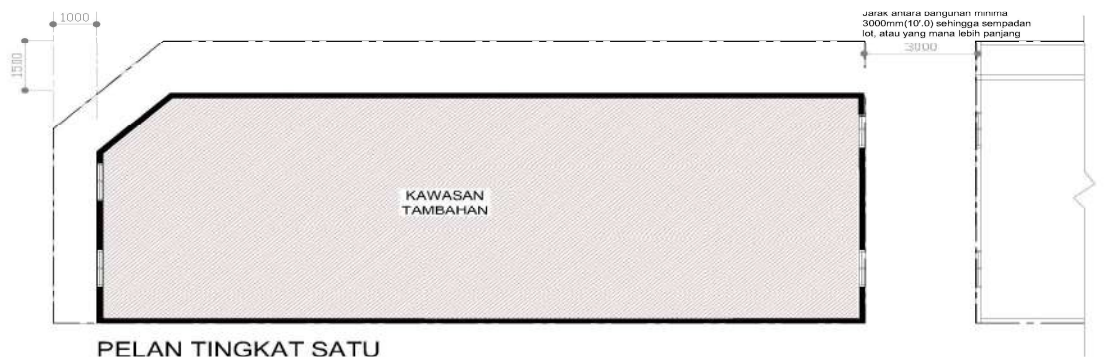 1000
Jarak antara bangunan minima
3000mm(10'.0) sehingga sempadan
lot, atau yang mana lebih panjang
3000
1500
KAWASAN
TAMBAHAN
PELAN TINGKAT SATU